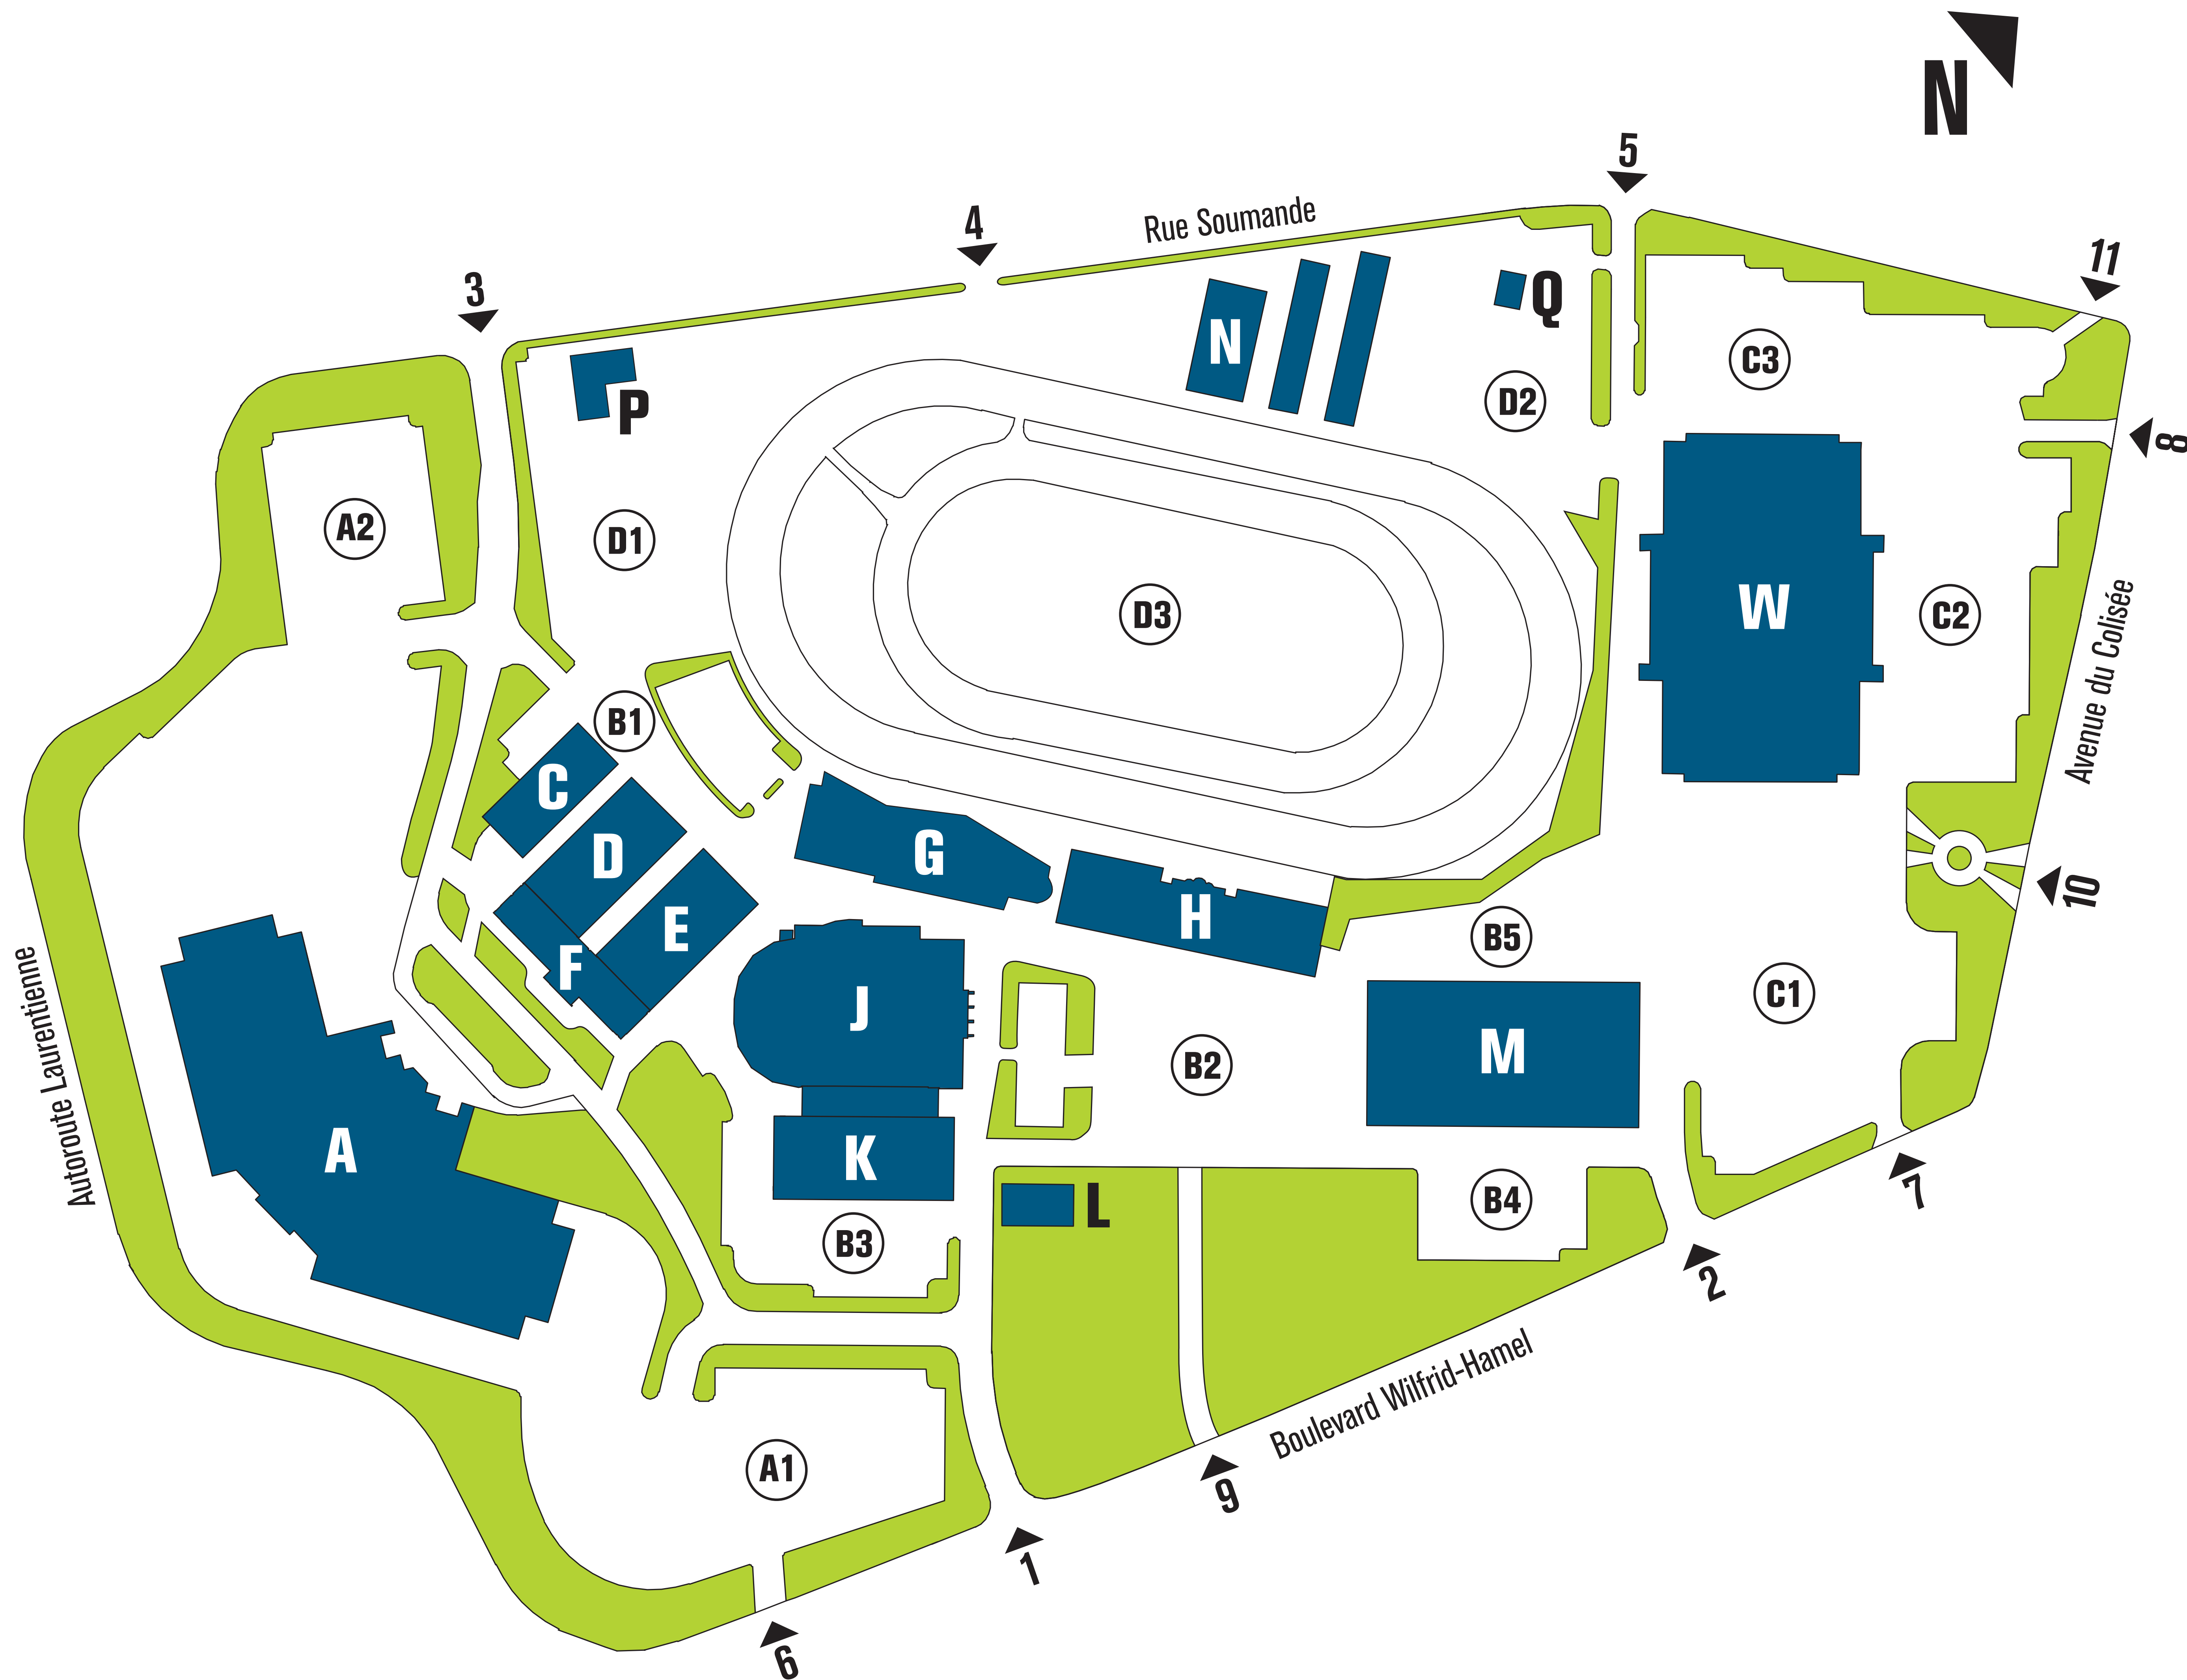 N
5
Rue Soumande
4
11
3
Q
N
C3
P
D2
8
A2
D1
D3
W
C2
Avenue du Colisée
B1
C
D
G
10
E
H
B5
F
Autoroute Laurentienne
J
C1
M
B2
A
K
L
B4
7
B3
2
Boulevard Wilfrid-Hamel
A1
9
1
6